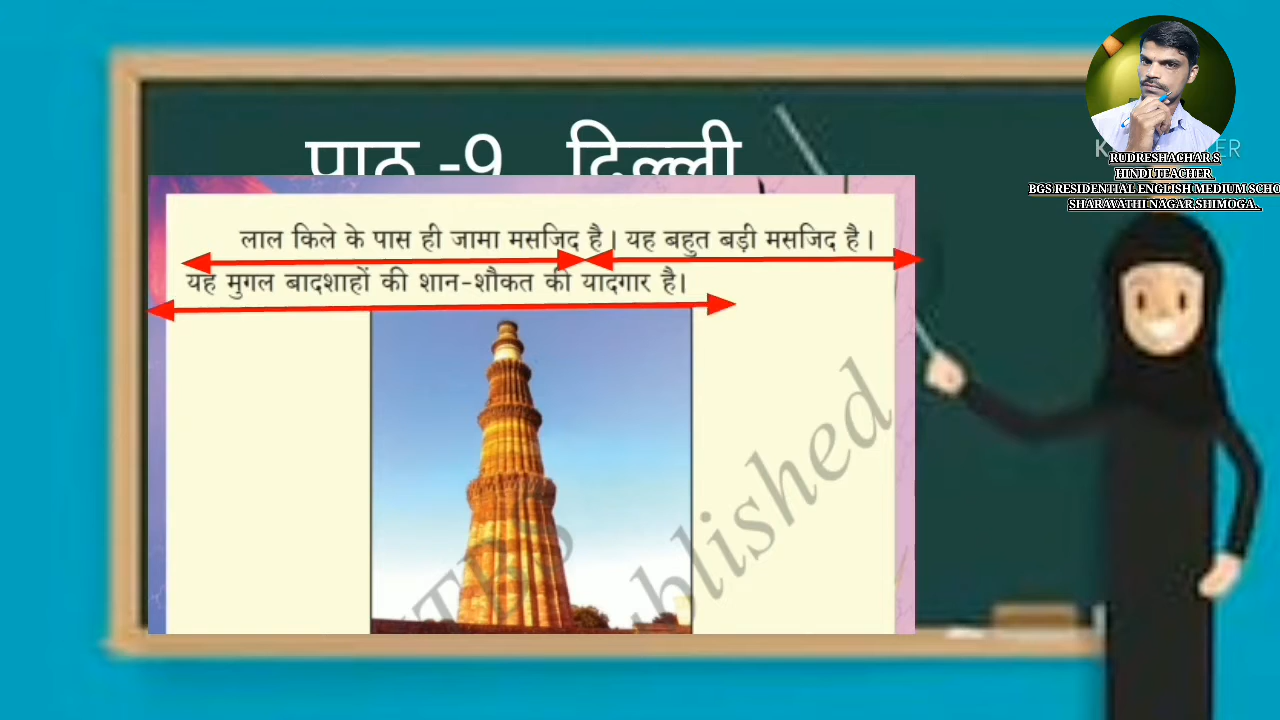 पाठ -9 दिल्ली
RUDRESHACHAR S,
HINDI TEACHER
BGS RESIDENTIAL ENGLISH MEDIUM SCHO
SHARAVATHI NAGAR SHIMOGA.
लाल किले के पास ही जामा मसजिद है। यह बहुत बड़ी मसजिद है।
यह मुगल बादशाहों की शान-शौकत की यादगार है।